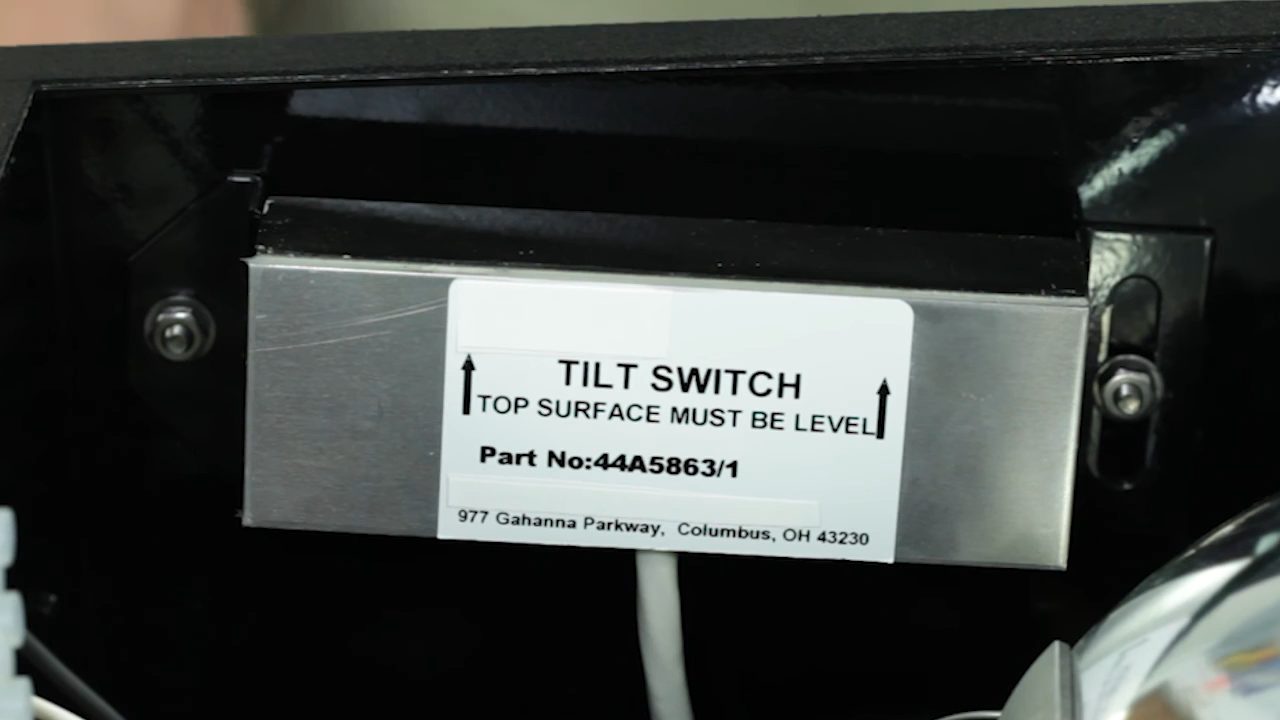 TILT SWITCH
TOP SURFACE MUST BE LEVEL
Part No:44A5863/1
977 Gahanna Parkway, Columbus, OH 43230